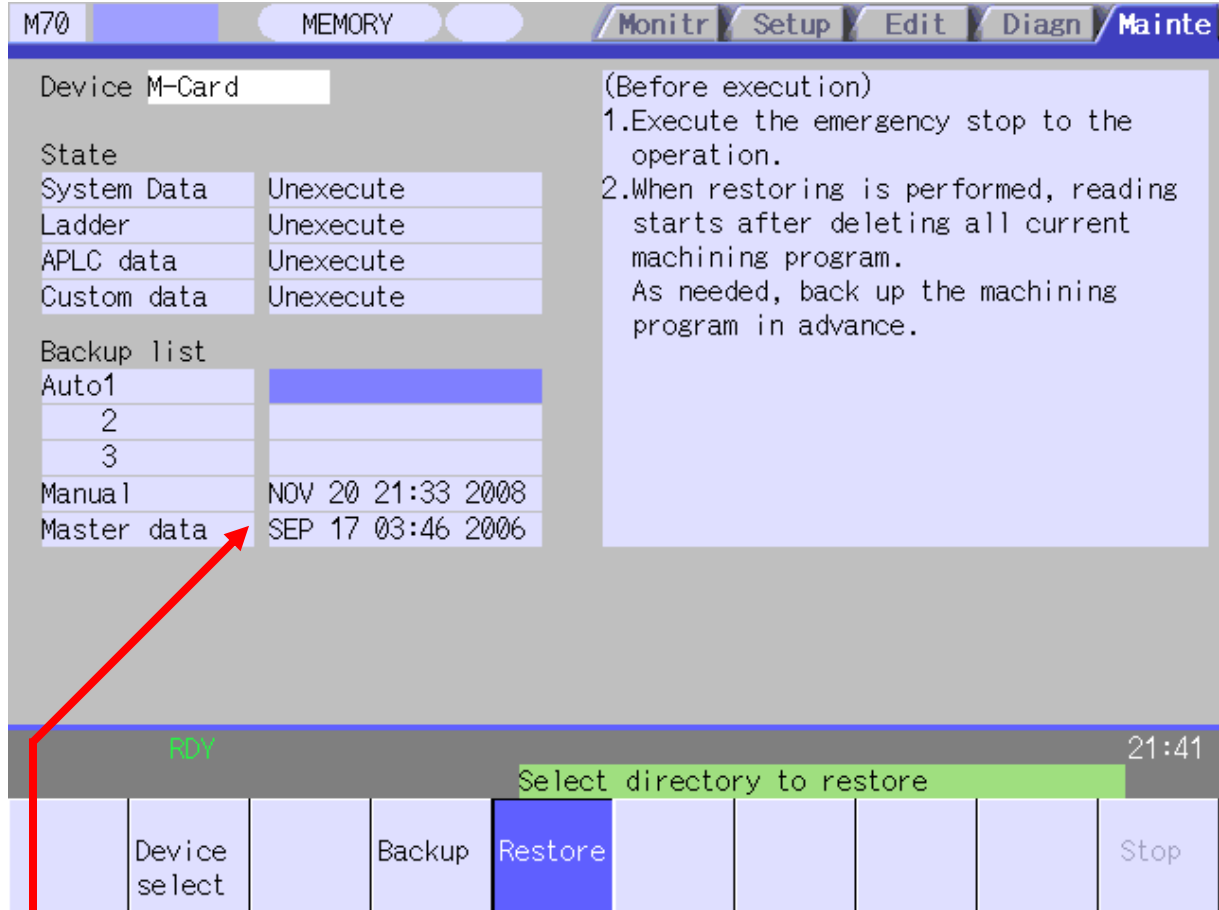 M70 MEMORY Monitr Setup Edit Diagn Mainte
Device M-Card
State
System Data Unexecute
Ladder Unexecute
APLC data Unexecute
Custom data Unexecute
Backup list
Auto1
2
3
Manual NOV 20 21:33 2008
Master data SEP 17 03:46 2006
(Before execution)
1.Execute the emergency stop to the
operation.
2.When restoring is performed, reading
starts after deleting all current
machining program.
As needed, back up the machining
program in advance.
RDY 21:41
Select directory to restore
Device
select
Backup
Restore
Stop